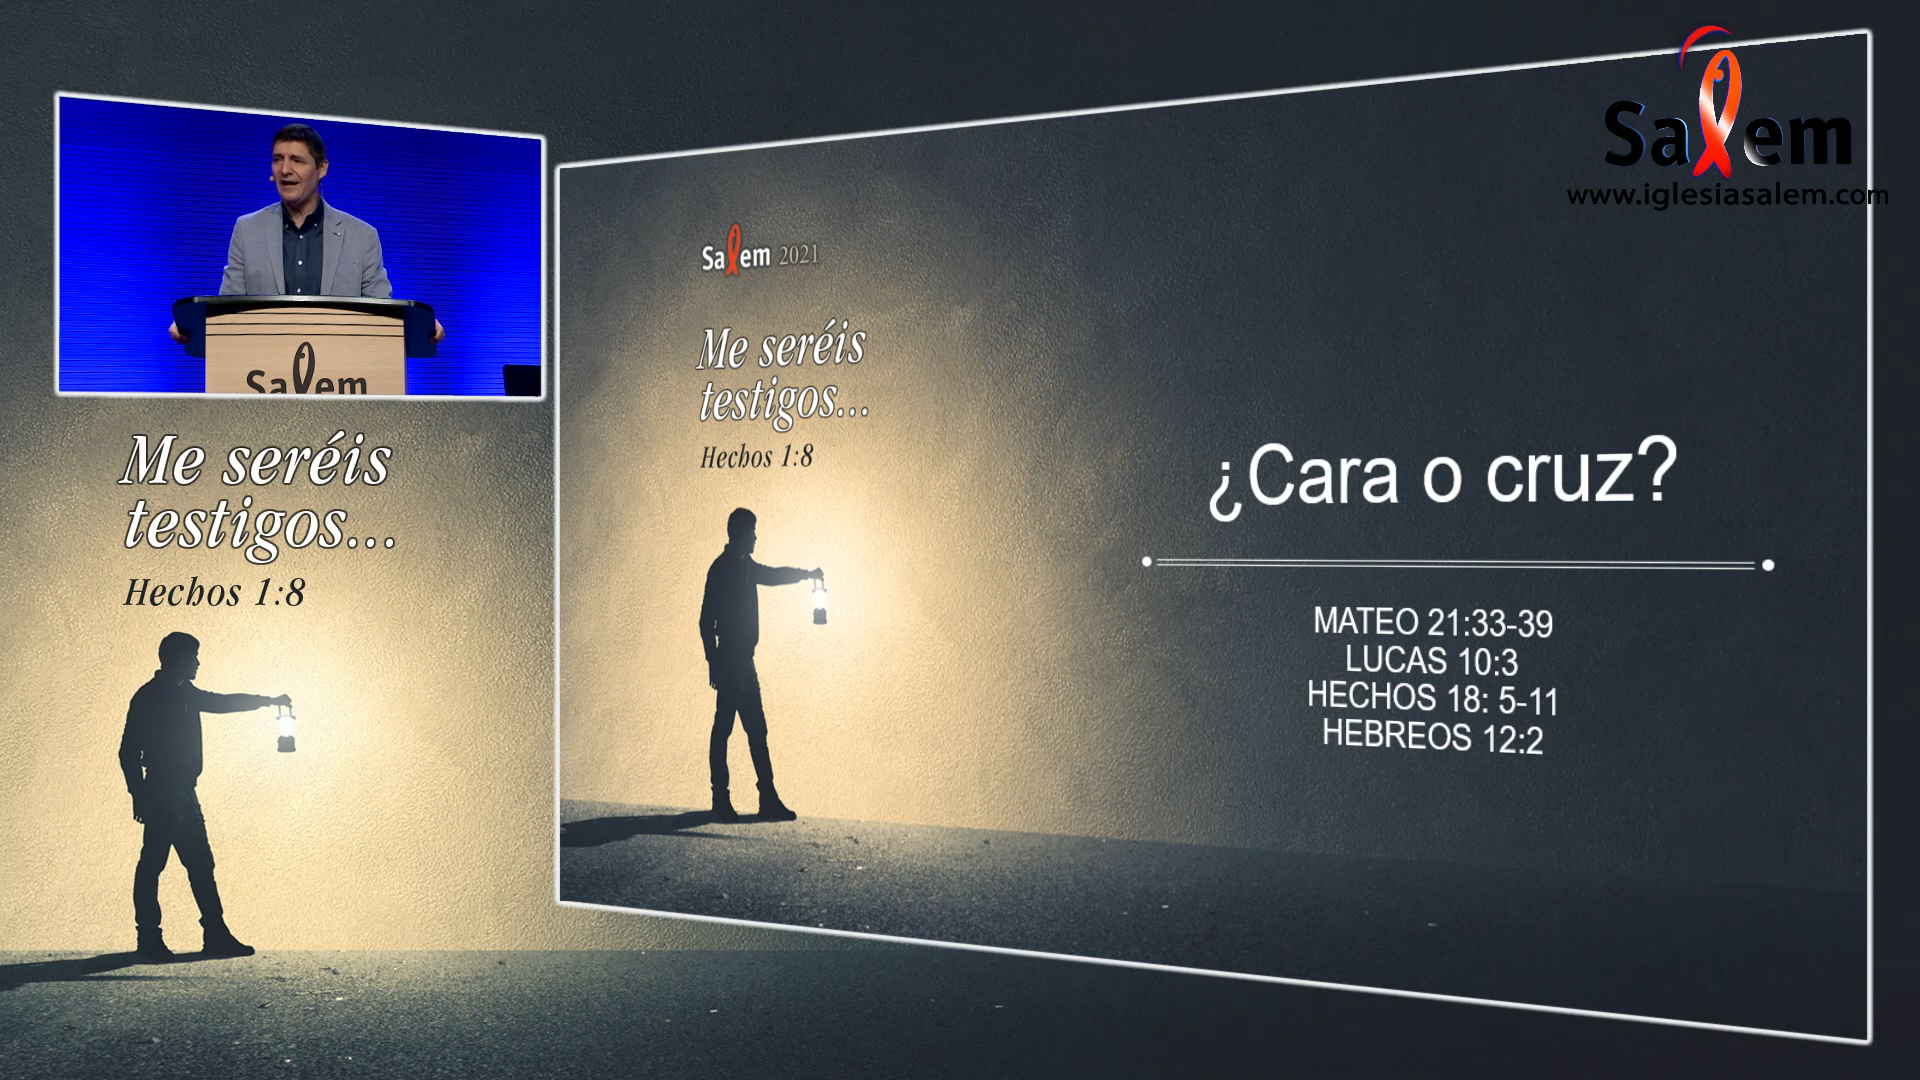 Salem
www.iglesiasalem.com
Salem
Me seréis
testigos...
Hechos 1:8
Salem 2021
Me seréis
testigos...
Hechos 1:8
¿Cara o cruz?
MATEO 21:33-39
LUCAS 10:3
HECHOS 18: 5-11
HEBREOS 12:2